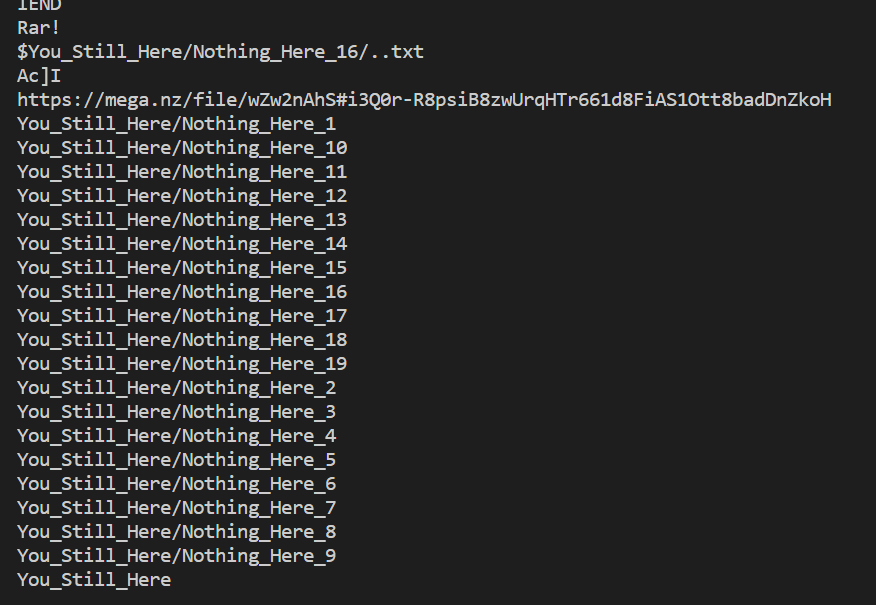 IEND
Rar!
$You_Still_Here/Nothing_Here_16/..txt
Ac]I
https://mega.nz/file/wZw2nAhS#i3Q0r-R8psiB8zwUrqHTr661d8FiAS1Ott8badDnZkoH
You_Still_Here/Nothing_Here_1
You_Still_Here/Nothing_Here_10
You_Still_Here/Nothing_Here_11
You_Still_Here/Nothing_Here_12
You_Still_Here/Nothing_Here_13
You_Still_Here/Nothing_Here_14
You_Still_Here/Nothing_Here_15
You_Still_Here/Nothing_Here_16
You_Still_Here/Nothing_Here_17
You_Still_Here/Nothing_Here_18
You_Still_Here/Nothing_Here_19
You_Still_Here/Nothing_Here_2
You_Still_Here/Nothing_Here_3
You_Still_Here/Nothing_Here_4
You_Still_Here/Nothing_Here_5
You_Still_Here/Nothing_Here_6
You_Still_Here/Nothing_Here_7
You_Still_Here/Nothing_Here_8
You_Still_Here/Nothing_Here_9
You_Still_Here